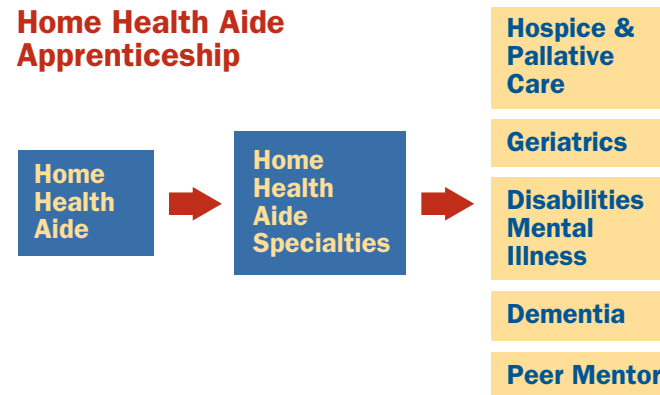 Home Health Aide
Apprenticeship
Home
Health
Aide
Home
Health
Aide
Specialties
Hospice &
Pallative
Care
Geriatrics
Disabilities
Mental
Illness
Dementia
Peer Mentor